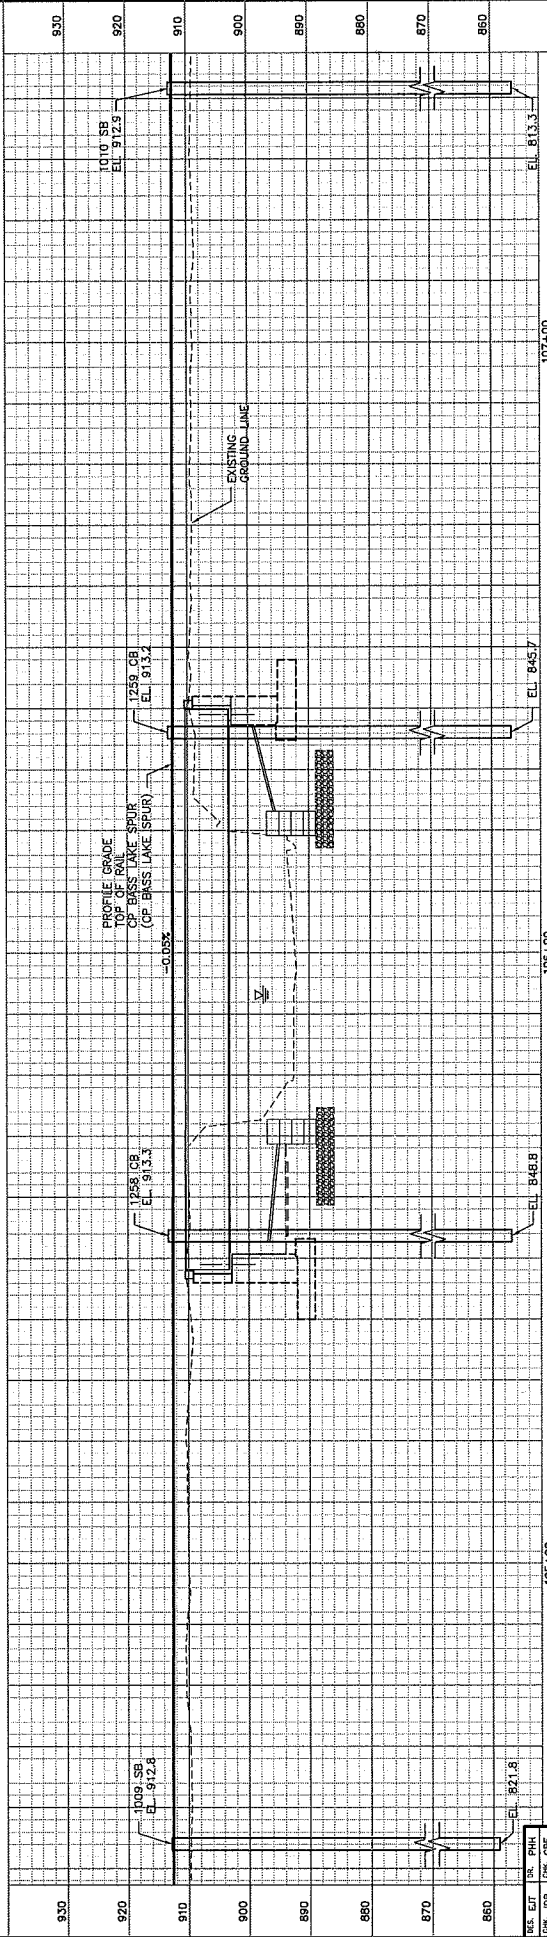 930
920
910
900
890
880
870
860
1009 SB
EL. 912.8
EL. 821.8
1258 CB
EL. 913.3
EL. 848.8
PROFILE GRADE
TOP OF RAIL
CP BASS LAKE SPUR
(CP BASS LAKE SPUR)
-0.05%
1259 CB
EL. 913.2
EL. 845.7
EXISTING
GROUND LINE
1010 SB
EL. 912.9
EL. 813.3
930
920
910
900
890
880
870
860
107+00
DES. EJT DR. PHH